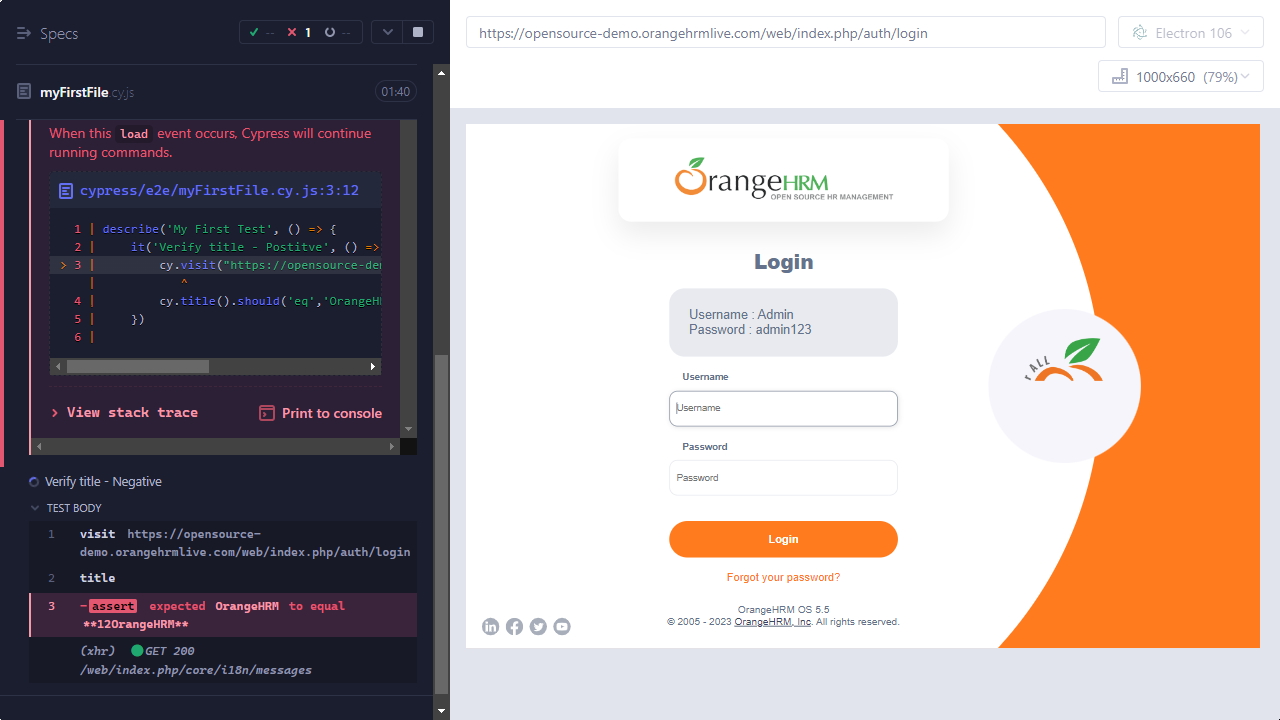 Specs
--
1
--
myFirstFile.cy.js
01:40
When this load event occurs, Cypress will continue
running commands.
cypress/e2e/myFirstFile.cy.js:3:12
1 | describe('My First Test', () => {
2 |     it('Verify title - Postitve', () =>
> 3 |         cy.visit("https://opensource-dem
|            ^
4 |         cy.title().should('eq','OrangeHR
5 |     })
6 |
View stack trace
Print to console
Verify title - Negative
TEST BODY
1 visit https://opensource-
demo.orangehrmlive.com/web/index.php/auth/login
2 title
3 -assert expected OrangeHRM to equal
**12OrangeHRM**
(xhr) GET 200
/web/index.php/core/i18n/messages
https://opensource-demo.orangehrmlive.com/web/index.php/auth/login
Electron 106
1000x660 (79%)
OrangeHRM
OPEN SOURCE HR MANAGEMENT
Login
Username : Admin
Password : admin123
Username
Username
Password
Password
Login
Forgot your password?
OrangeHRM OS 5.5
© 2005 - 2023 OrangeHRM, Inc. All rights reserved.
r ALL